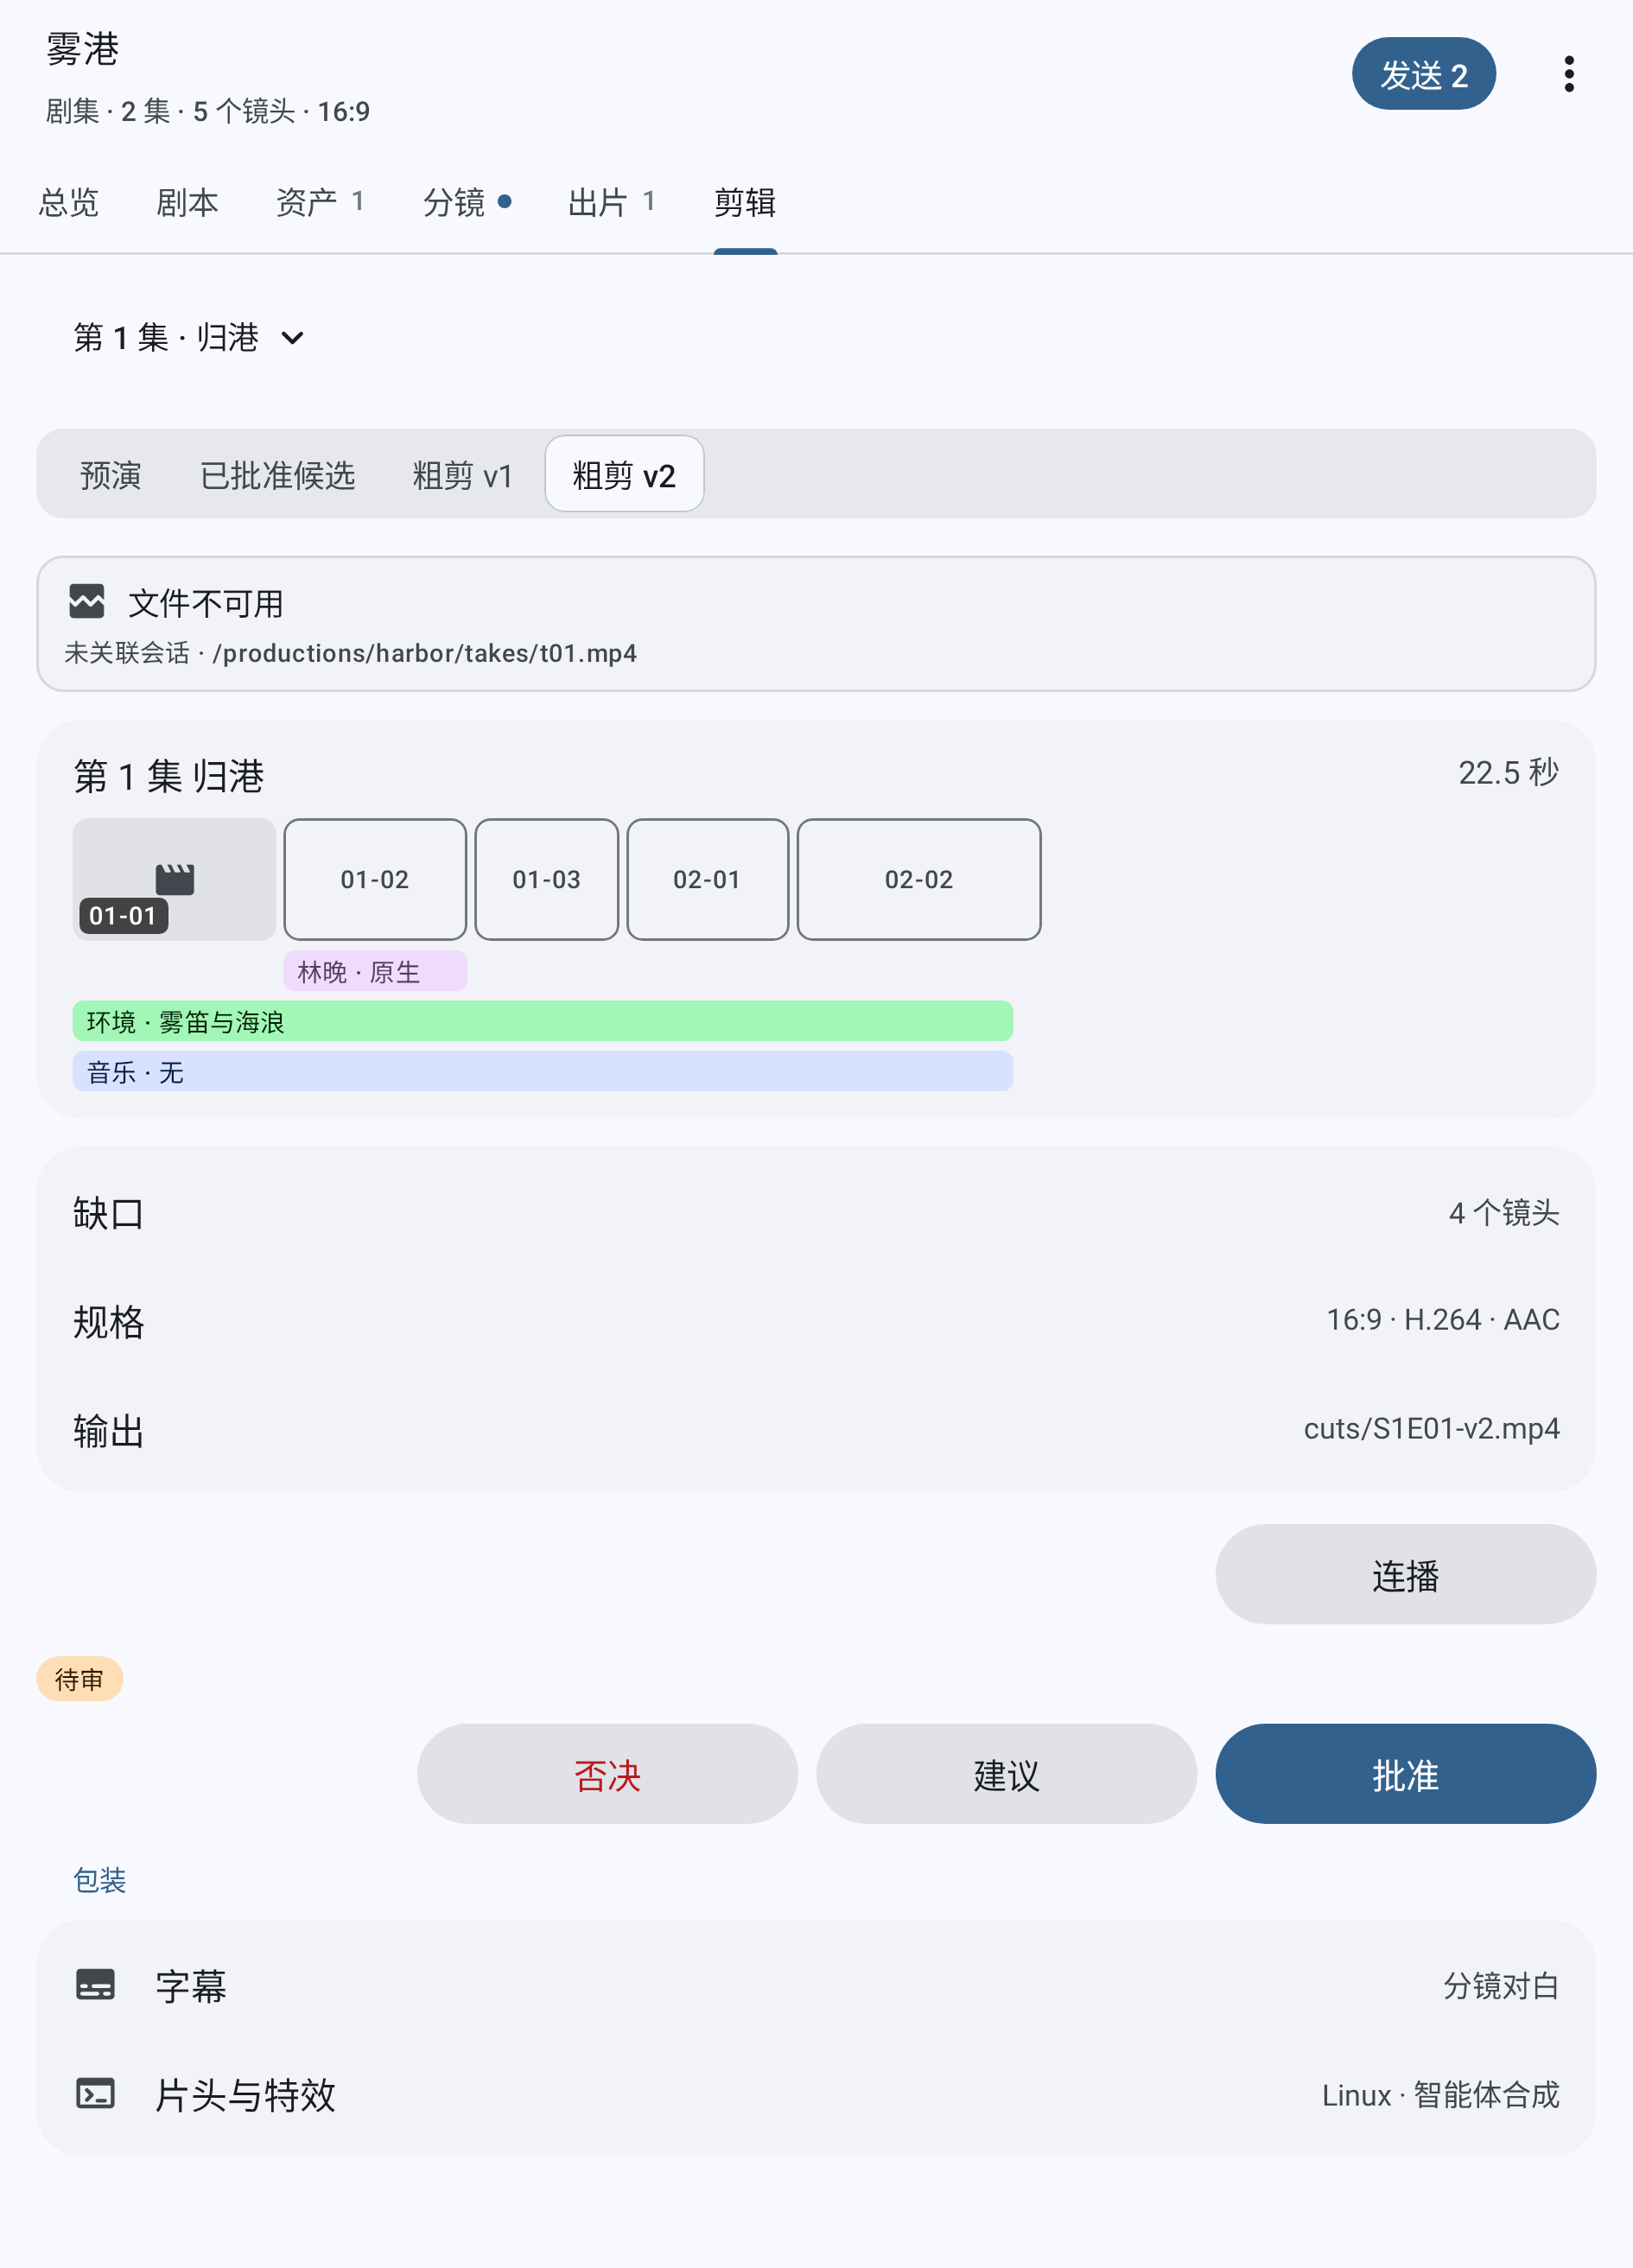 雾港
发送 2
剧集 · 2 集 · 5 个镜头 · 16:9
总览 剧本 资产 1 分镜 出片 1 剪辑
第 1 集 · 归港
预演 已批准候选 粗剪 v1 粗剪 v2
文件不可用
未关联会话 · /productions/harbor/takes/t01.mp4
第 1 集 归港 22.5 秒
01-01 01-02 01-03 02-01 02-02
林晚 · 原生
环境 · 雾笛与海浪
音乐 · 无
缺口 4 个镜头
规格 16:9 · H.264 · AAC
输出 cuts/S1E01-v2.mp4
连播
待审
否决 建议 批准
包装
字幕 分镜对白
片头与特效 Linux · 智能体合成